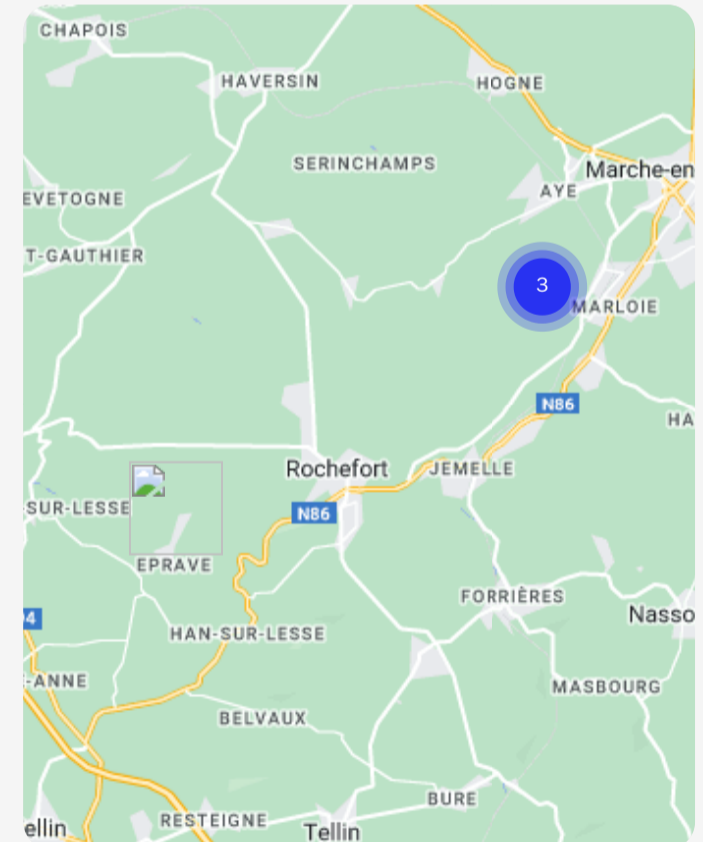 CHAPOIS
HAVERSIN
HOGNE
SERINCHAMPS
Marche-en
AYE
EVETOGNE
T-GAUTHIER
3
MARLOIE
N86
HA
Rochefort
JEMELLE
-SUR-LESSE
N86
EPRAVE
FORRIÈRES
4
Nasso
HAN-SUR-LESSE
-ANNE
MASBOURG
BELVAUX
BURE
RESTEIGNE
ellin
Tellin